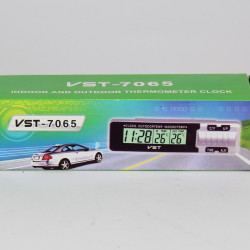 VST-7065
INDOOR AND OUTDOOR THERMOMETER CLOCK
VST-7065
11:28
26
26
VST